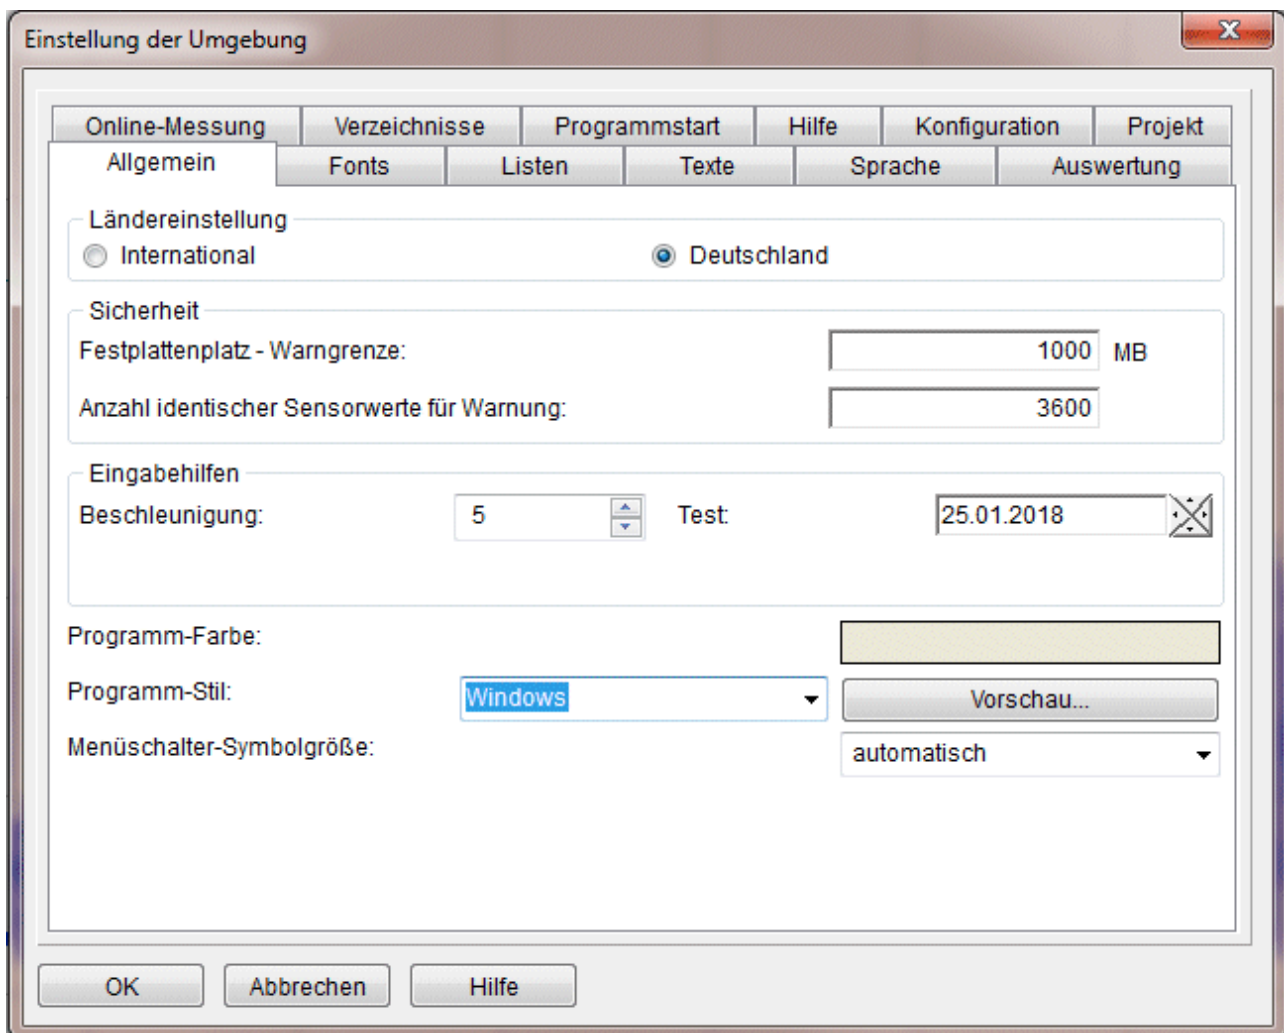 Einstellung der Umgebung
Online-Messung Verzeichnisse Programmstart Hilfe Konfiguration Projekt
Allgemein Fonts Listen Texte Sprache Auswertung
Ländereinstellung
International Deutschland
Sicherheit
Festplattenplatz - Warngrenze: 1000 MB
Anzahl identischer Sensorwerte für Warnung: 3600
Eingabehilfen
Beschleunigung: 5 Test: 25.01.2018
Programm-Farbe:
Programm-Stil: Windows Vorschau...
Menüschalter-Symbolgröße: automatisch
OK Abbrechen Hilfe